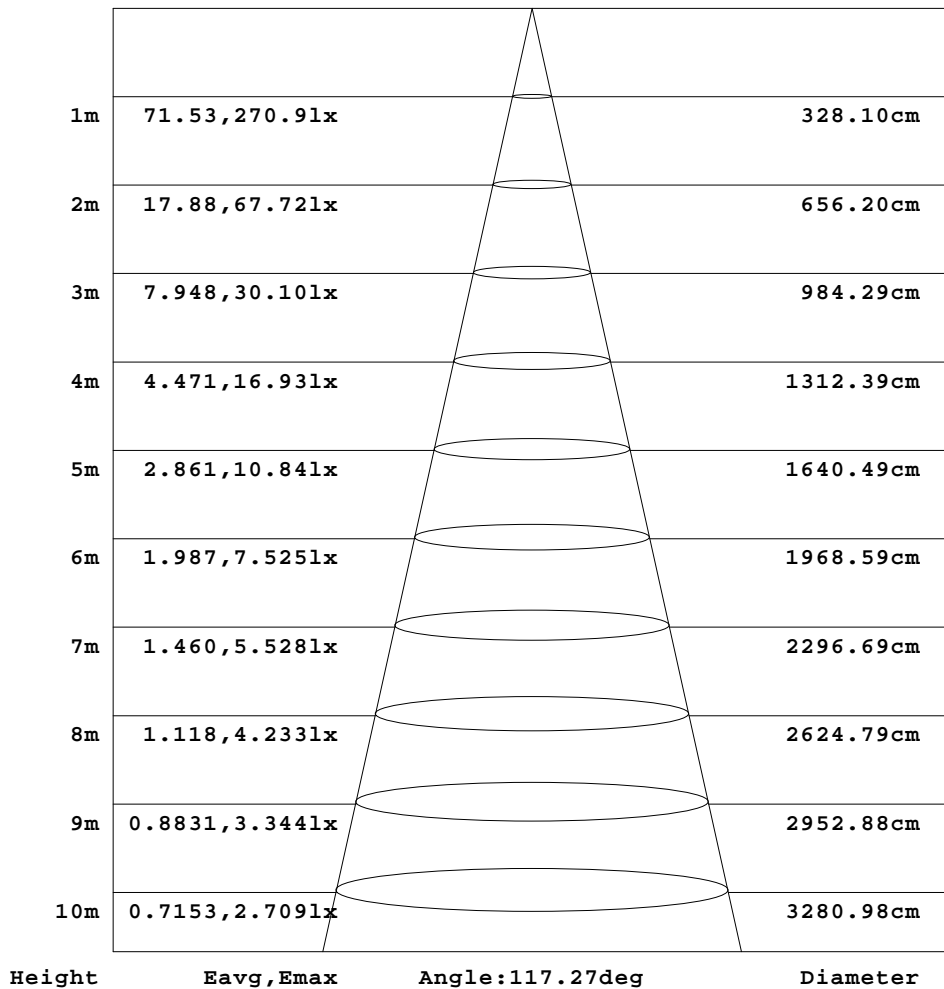 1m 71.53,270.9lx 328.10cm
2m 17.88,67.72lx 656.20cm
3m 7.948,30.10lx 984.29cm
4m 4.471,16.93lx 1312.39cm
5m 2.861,10.84lx 1640.49cm
6m 1.987,7.525lx 1968.59cm
7m 1.460,5.528lx 2296.69cm
8m 1.118,4.233lx 2624.79cm
9m 0.8831,3.344lx 2952.88cm
10m 0.7153,2.709lx 3280.98cm
Height Eavg,Emax Angle:117.27deg Diameter